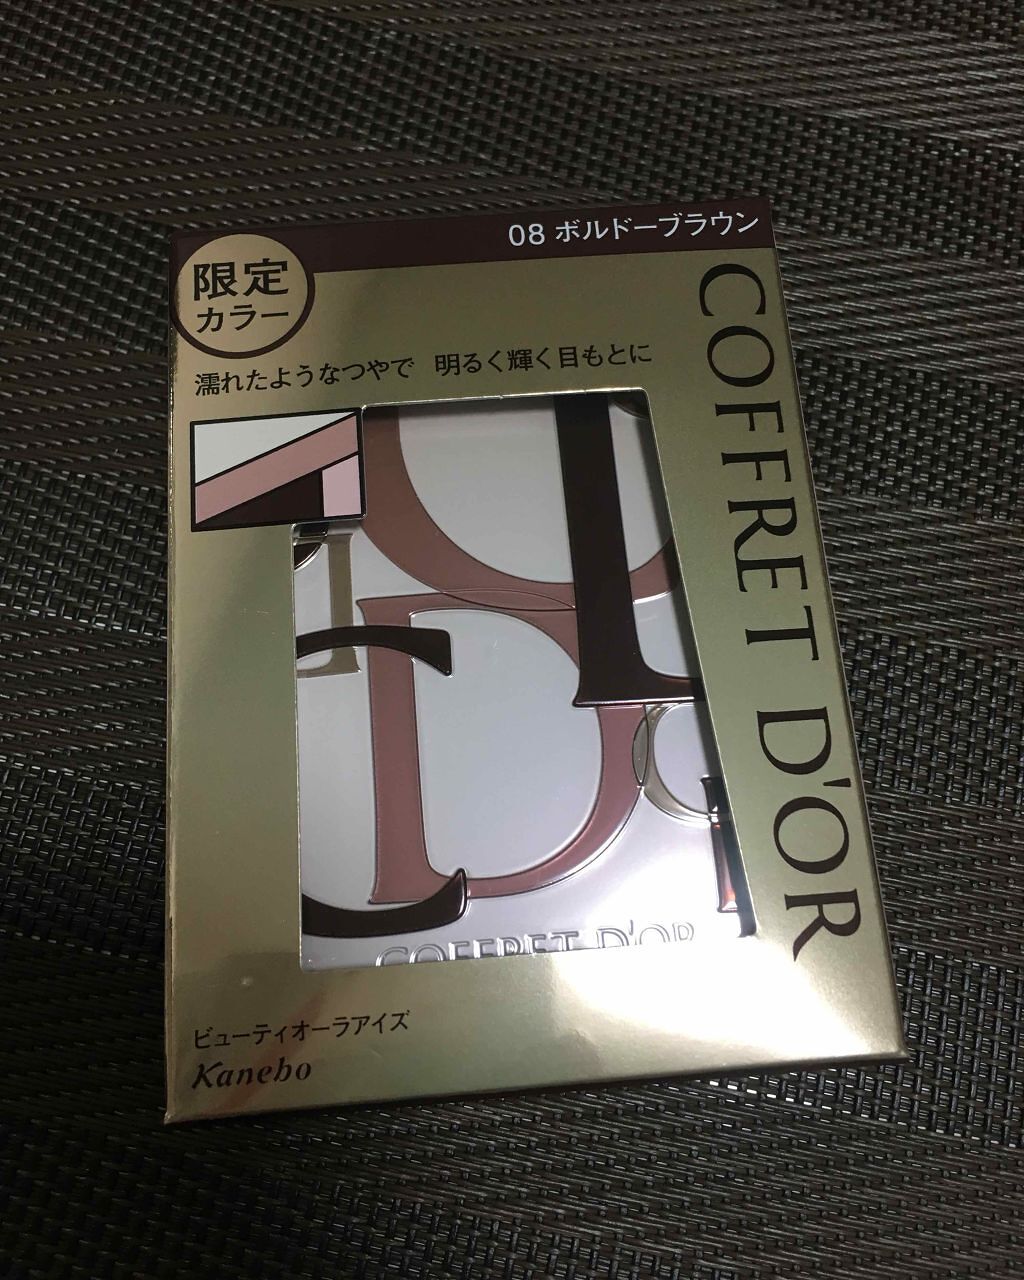 08 ボルドーブラウン
限定
カラー
濡れたようなつやで 明るく輝く目もとに
COFFRET D'OR
COFFRET D'OR
ビューティオーラアイズ
Kanebo